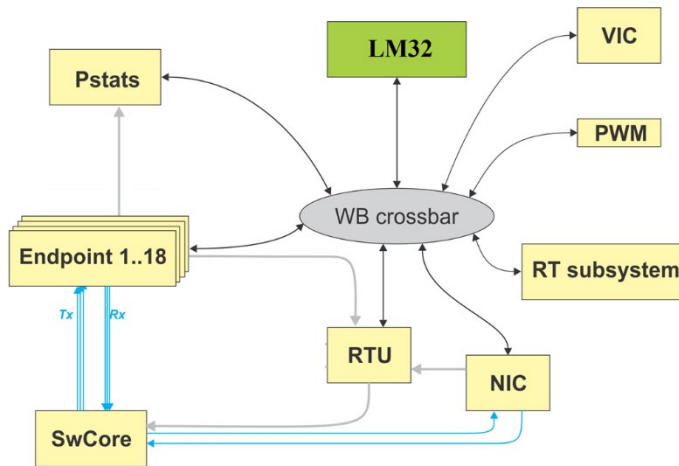 LM32
VIC
Pstats
PWM
WB crossbar
Endpoint 1..18
RT subsystem
Tx
Rx
RTU
NIC
SwCore